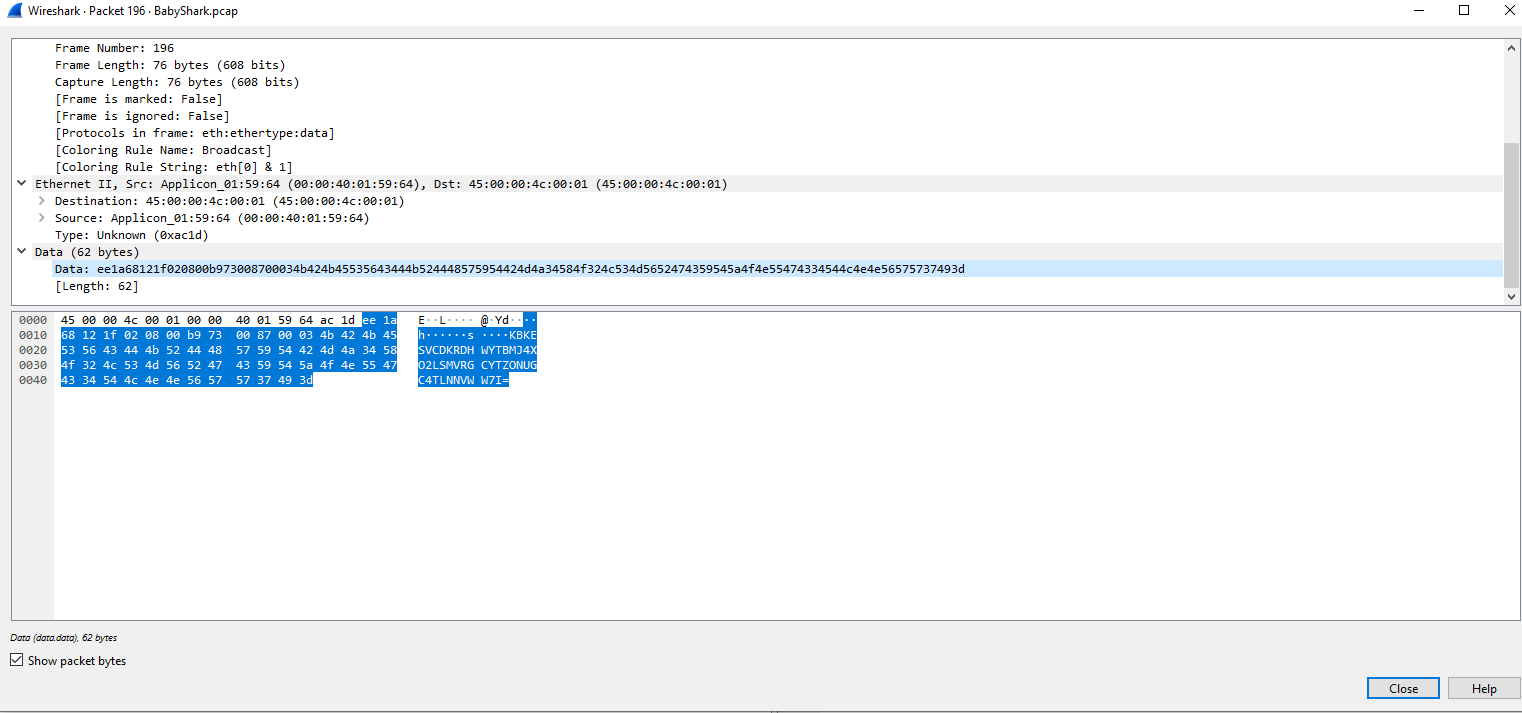 Wireshark · Packet 196 · BabyShark.pcap
Frame Number: 196
Frame Length: 76 bytes (608 bits)
Capture Length: 76 bytes (608 bits)
[Frame is marked: False]
[Frame is ignored: False]
[Protocols in frame: eth:ethertype:data]
[Coloring Rule Name: Broadcast]
[Coloring Rule String: eth[0] & 1]
Ethernet II, Src: Applicon_01:59:64 (00:00:40:01:59:64), Dst: 45:00:00:4c:00:01 (45:00:00:4c:00:01)
Destination: 45:00:00:4c:00:01 (45:00:00:4c:00:01)
Source: Applicon_01:59:64 (00:00:40:01:59:64)
Type: Unknown (0xac1d)
Data (62 bytes)
Data: ee1a68121f020800b973008700034b424b45535643444b524448575954424d4a34584f324c534d5652474359545a4f4e55474334544c4e4e56575737493d
[Length: 62]
0000 45 00 00 4c 00 01 00 00 40 01 59 64 ac 1d ee 1a E··L···· @·Yd····
0010 68 12 1f 02 08 00 b9 73 00 87 00 03 4b 42 4b 45 h······s ····KBKE
0020 53 56 43 44 4b 52 44 48 57 59 54 42 4d 4a 34 58 SVCDKRDH WYTBMJ4X
0030 4f 32 4c 53 4d 56 52 47 43 59 54 5a 4f 4e 55 47 O2LSMVRG CYTZONUG
0040 43 34 54 4c 4e 4e 56 57 57 37 49 3d C4TLNNVW W7I=
Data (data.data), 62 bytes
Show packet bytes
Close Help